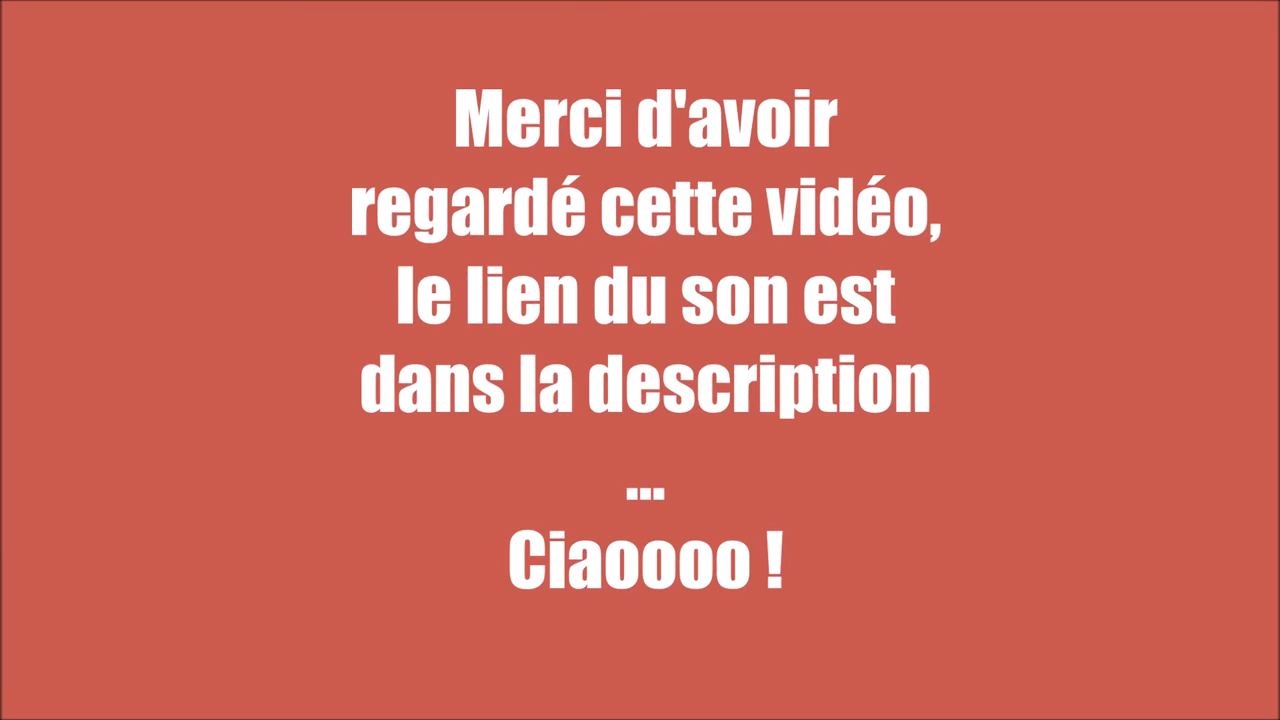 Merci d'avoir
regardé cette vidéo,
le lien du son est
dans la description
...
Ciaoooo !